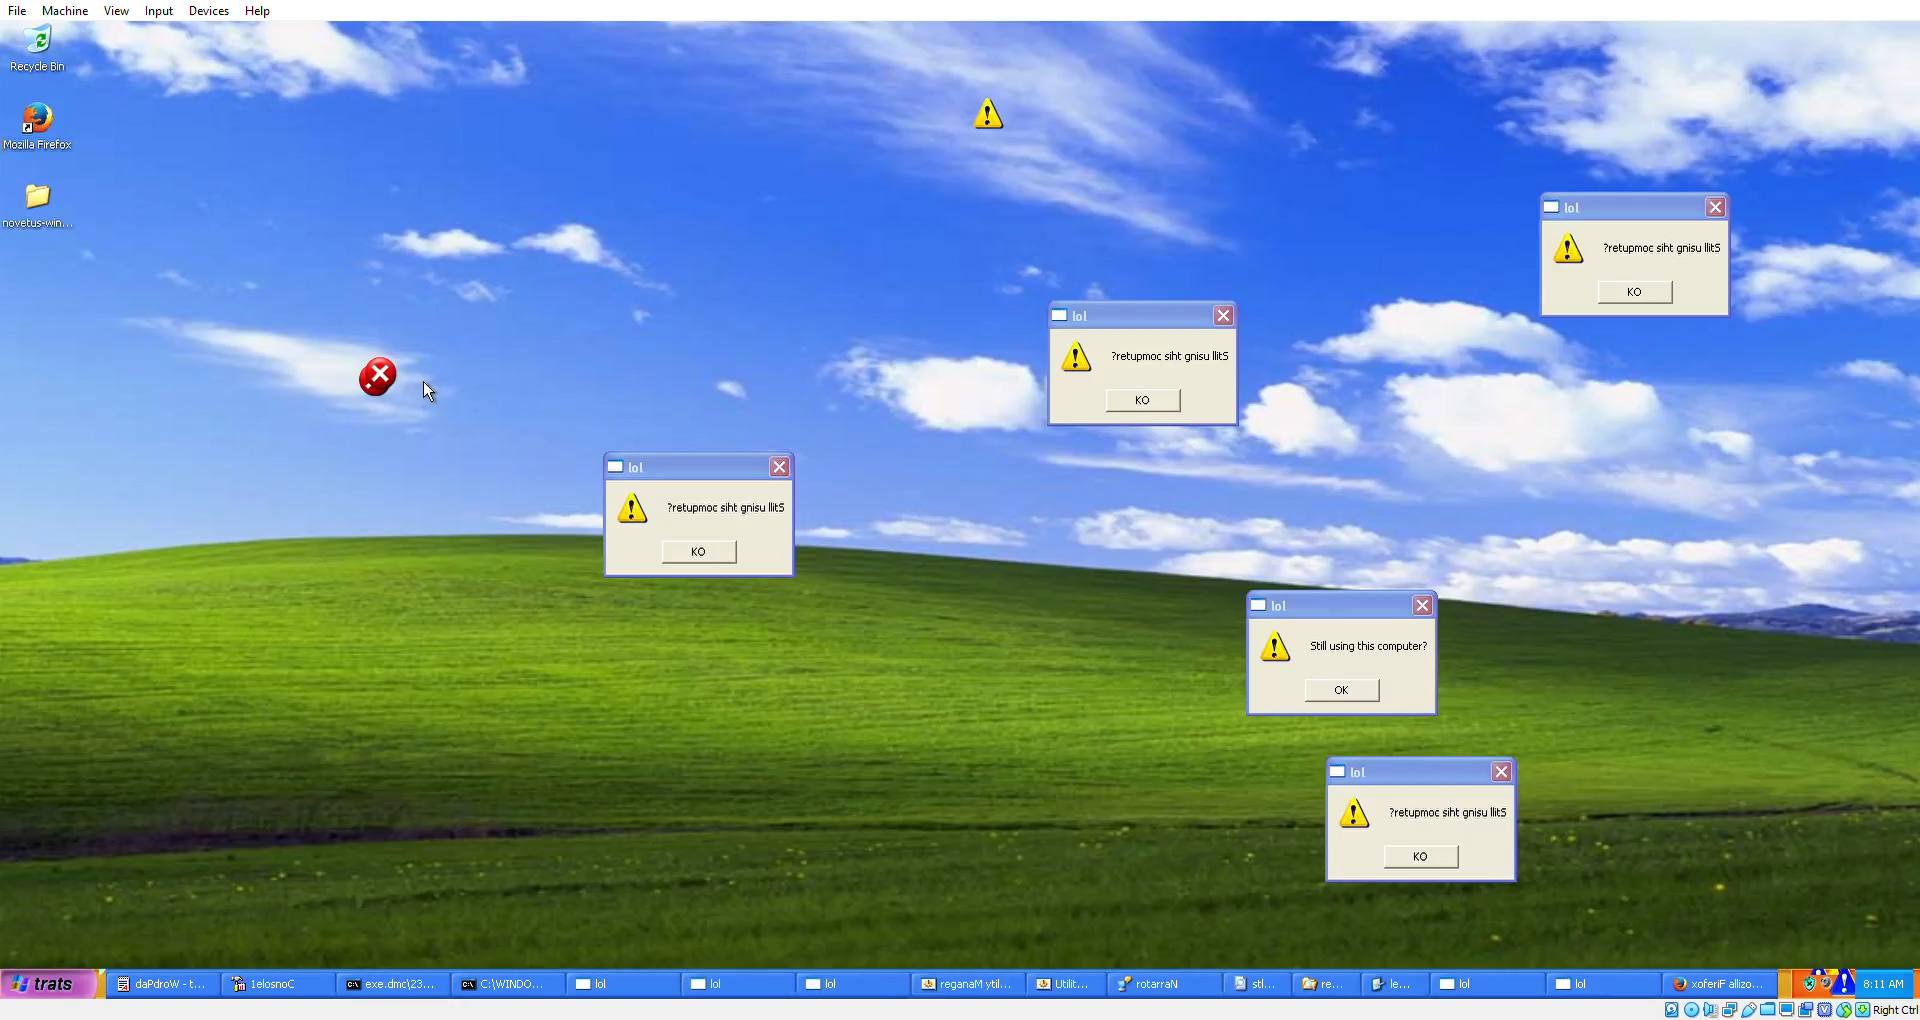 File Machine View Input Devices Help
Recycle Bin
Mozilla Firefox
novetus-win...
lol
?retupmoc siht gnisu llitS
KO
lol
?retupmoc siht gnisu llitS
KO
lol
?retupmoc siht gnisu llitS
KO
lol
Still using this computer?
OK
lol
?retupmoc siht gnisu llitS
KO
trats daPdroW - t... 1elosnoC exe.dmc\23... C:\WINDO... lol lol lol reganaM ytil... Utilit... rotarraN stl... re... le... lol lol xoferiF allizo... 8:11 AM
Right Ctrl